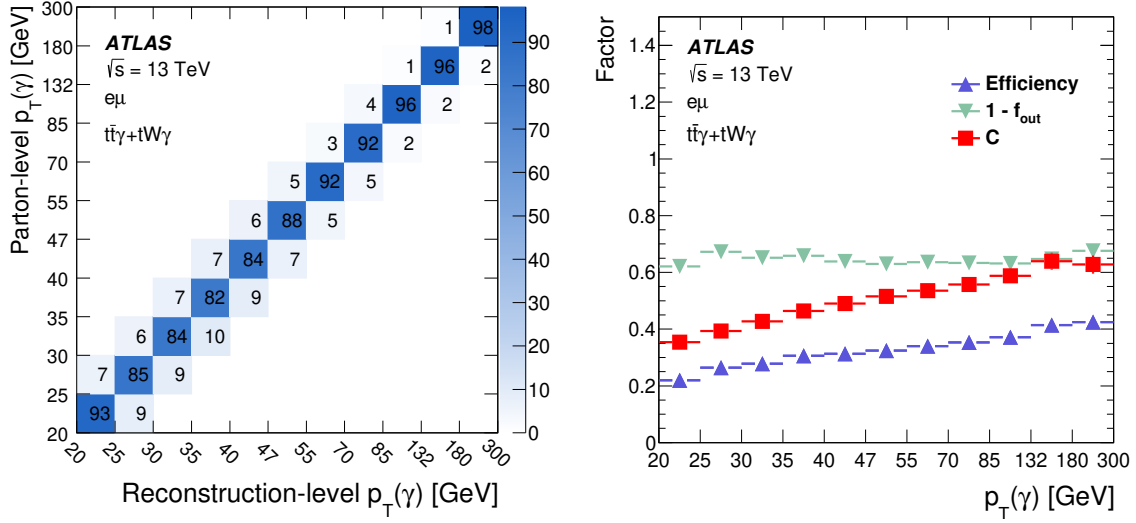 300
180
132
85
70
55
47
40
35
30
25
20
Parton-level p_T(γ) [GeV]
ATLAS
√s = 13 TeV
eμ
tt̄γ+tWγ
1 98
1 96 2
4 96 2
3 92 2
5 92 5
6 88 5
7 84 7
7 82 9
6 84 10
7 85 9
93 9
20 25 30 35 40 47 55 70 85 132 180 300
Reconstruction-level p_T(γ) [GeV]
90
80
70
60
50
40
30
20
10
0
Factor
1.4
1.2
1
0.8
0.6
0.4
0.2
0
ATLAS
√s = 13 TeV
eμ
tt̄γ+tWγ
Efficiency
1 - f_out
C
20 25 30 35 40 47 55 70 85 132 180 300
p_T(γ) [GeV]